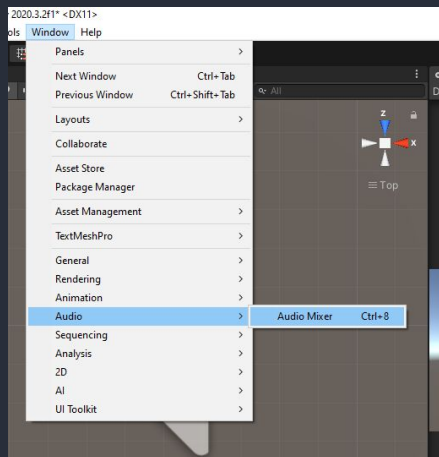 2020.3.2f1* <DX11>
ols Window Help
Panels >
Next Window Ctrl+Tab
Previous Window Ctrl+Shift+Tab
All
Layouts >
Collaborate
Asset Store
Package Manager
Asset Management >
TextMeshPro >
General >
Rendering >
Animation >
Audio >
Audio Mixer Ctrl+8
Sequencing >
Analysis >
2D >
AI >
UI Toolkit >
z
x
Top
D